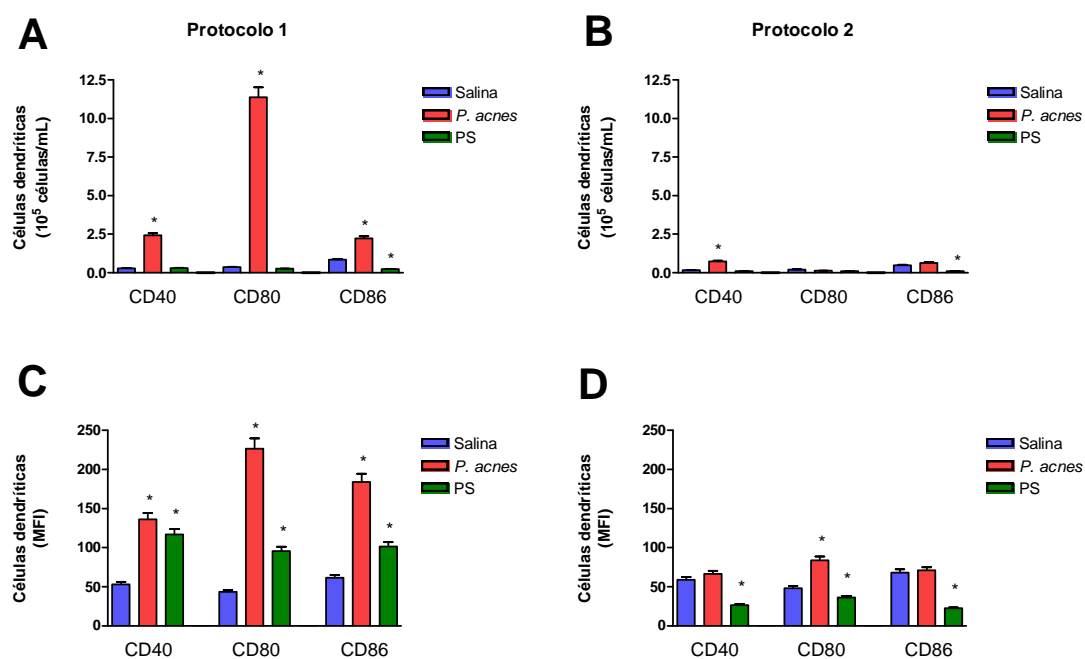 A
Protocolo 1
Células dendríticas
(10⁵ células/mL)
12.5
10.0
7.5
5.0
2.5
0.0
*
*
*
*
CD40
CD80
CD86
Salina
P. acnes
PS
B
Protocolo 2
Células dendríticas
(10⁵ células/mL)
12.5
10.0
7.5
5.0
2.5
0.0
*
*
CD40
CD80
CD86
Salina
P. acnes
PS
C
Células dendríticas
(MFI)
250
200
150
100
50
0
*
*
*
*
*
*
CD40
CD80
CD86
Salina
P. acnes
PS
D
Células dendríticas
(MFI)
250
200
150
100
50
0
*
*
*
*
CD40
CD80
CD86
Salina
P. acnes
PS